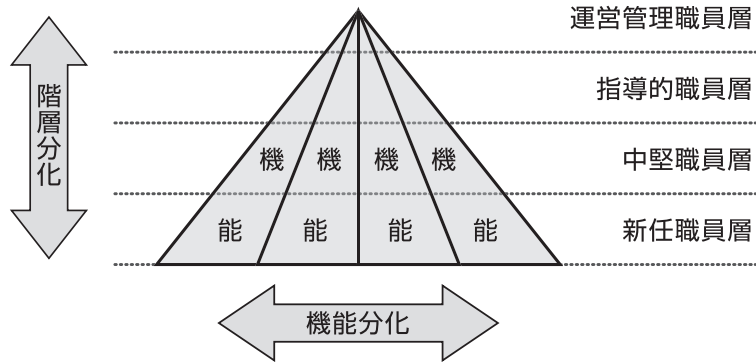 運営管理職員層
指導的職員層
階層分化
機 機 機 機
中堅職員層
能 能 能 能
新任職員層
機能分化